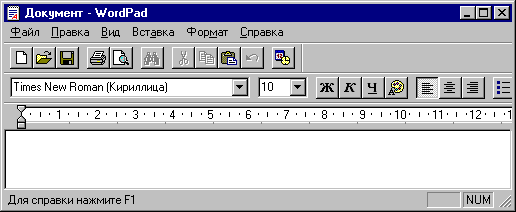 Документ - WordPad
Файл Правка Вид Вставка Формат Справка
Times New Roman (Кириллица) 10 Ж К Ч
1 2 3 4 5 6 7 8 9 10 11 12
Для справки нажмите F1 NUM